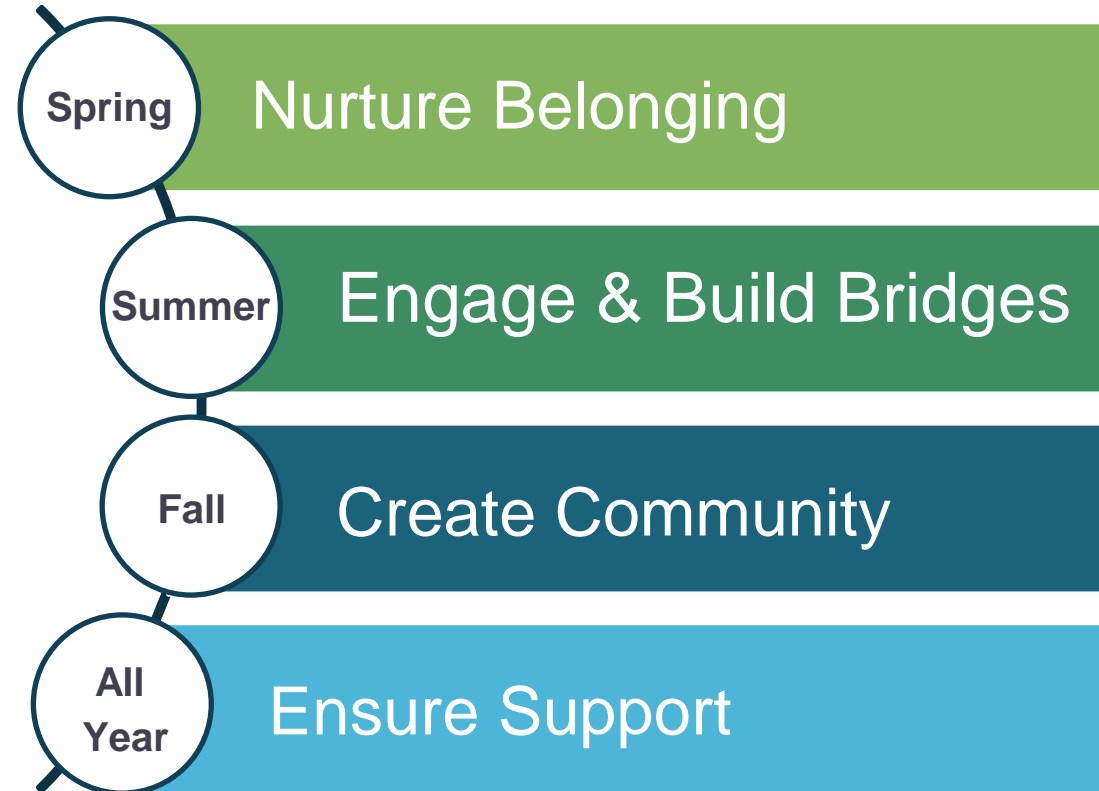 Spring
Nurture Belonging
Summer
Engage & Build Bridges
Fall
Create Community
All
Year
Ensure Support